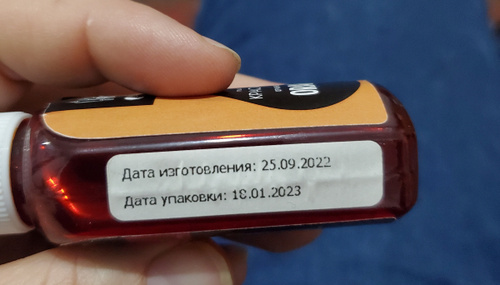 Дата изготовления: 25.09.2022
Дата упаковки: 18.01.2023